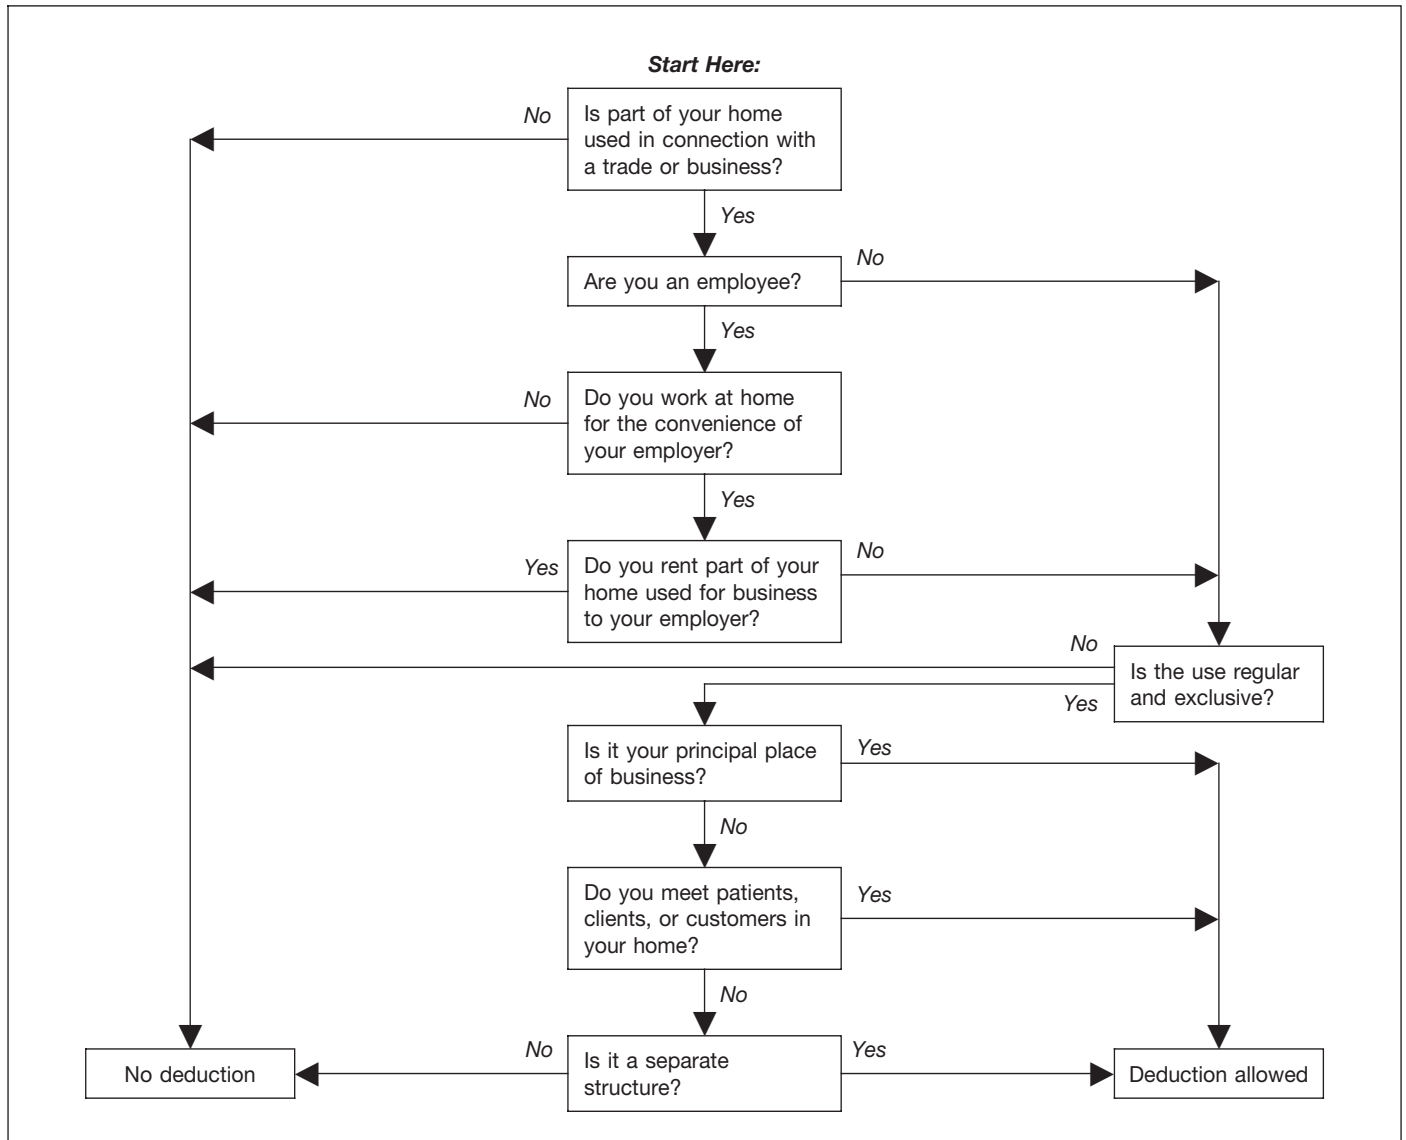 Start Here:
No
Is part of your home
used in connection with
a trade or business?
Yes
Are you an employee?
No
Yes
No
Do you work at home
for the convenience of
your employer?
Yes
Yes
Do you rent part of your
home used for business
to your employer?
No
No
Is the use regular
and exclusive?
Yes
Is it your principal place
of business?
Yes
No
Do you meet patients,
clients, or customers in
your home?
Yes
No
No deduction
No
Is it a separate
structure?
Yes
Deduction allowed